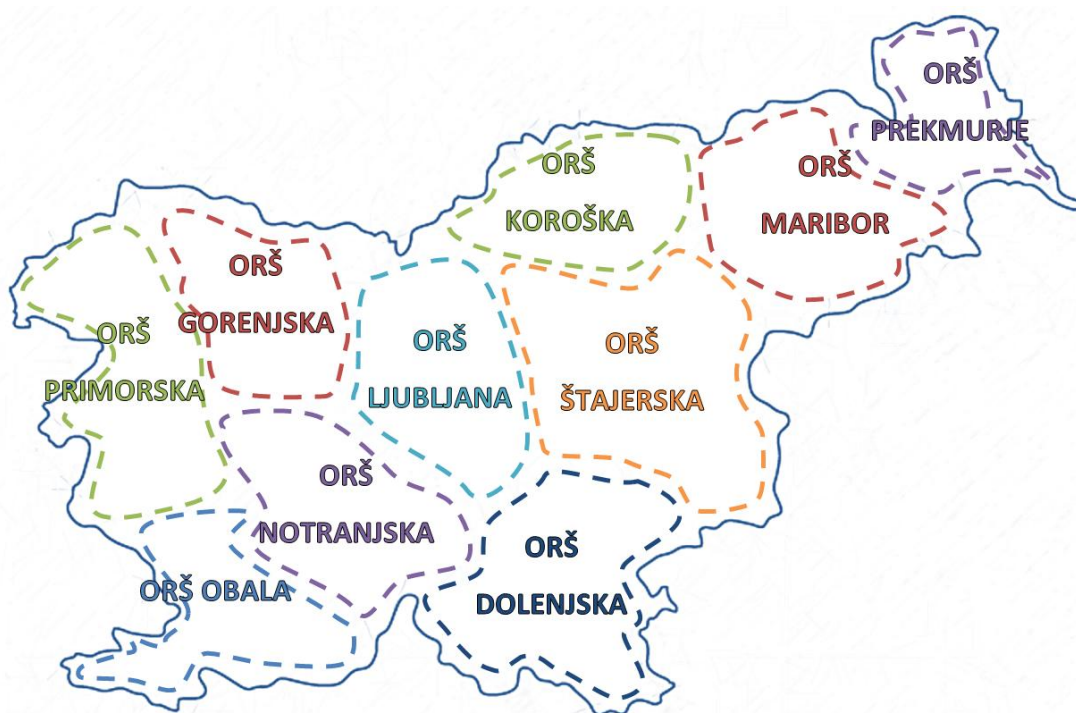 ORŠ
PREKMURJE
ORŠ
KOROŠKA
ORŠ
MARIBOR
ORŠ
GORENJSKA
ORŠ
PRIMORSKA
ORŠ
LJUBLJANA
ORŠ
ŠTAJERSKA
ORŠ
NOTRANJSKA
ORŠ
DOLENJSKA
ORŠ OBALA